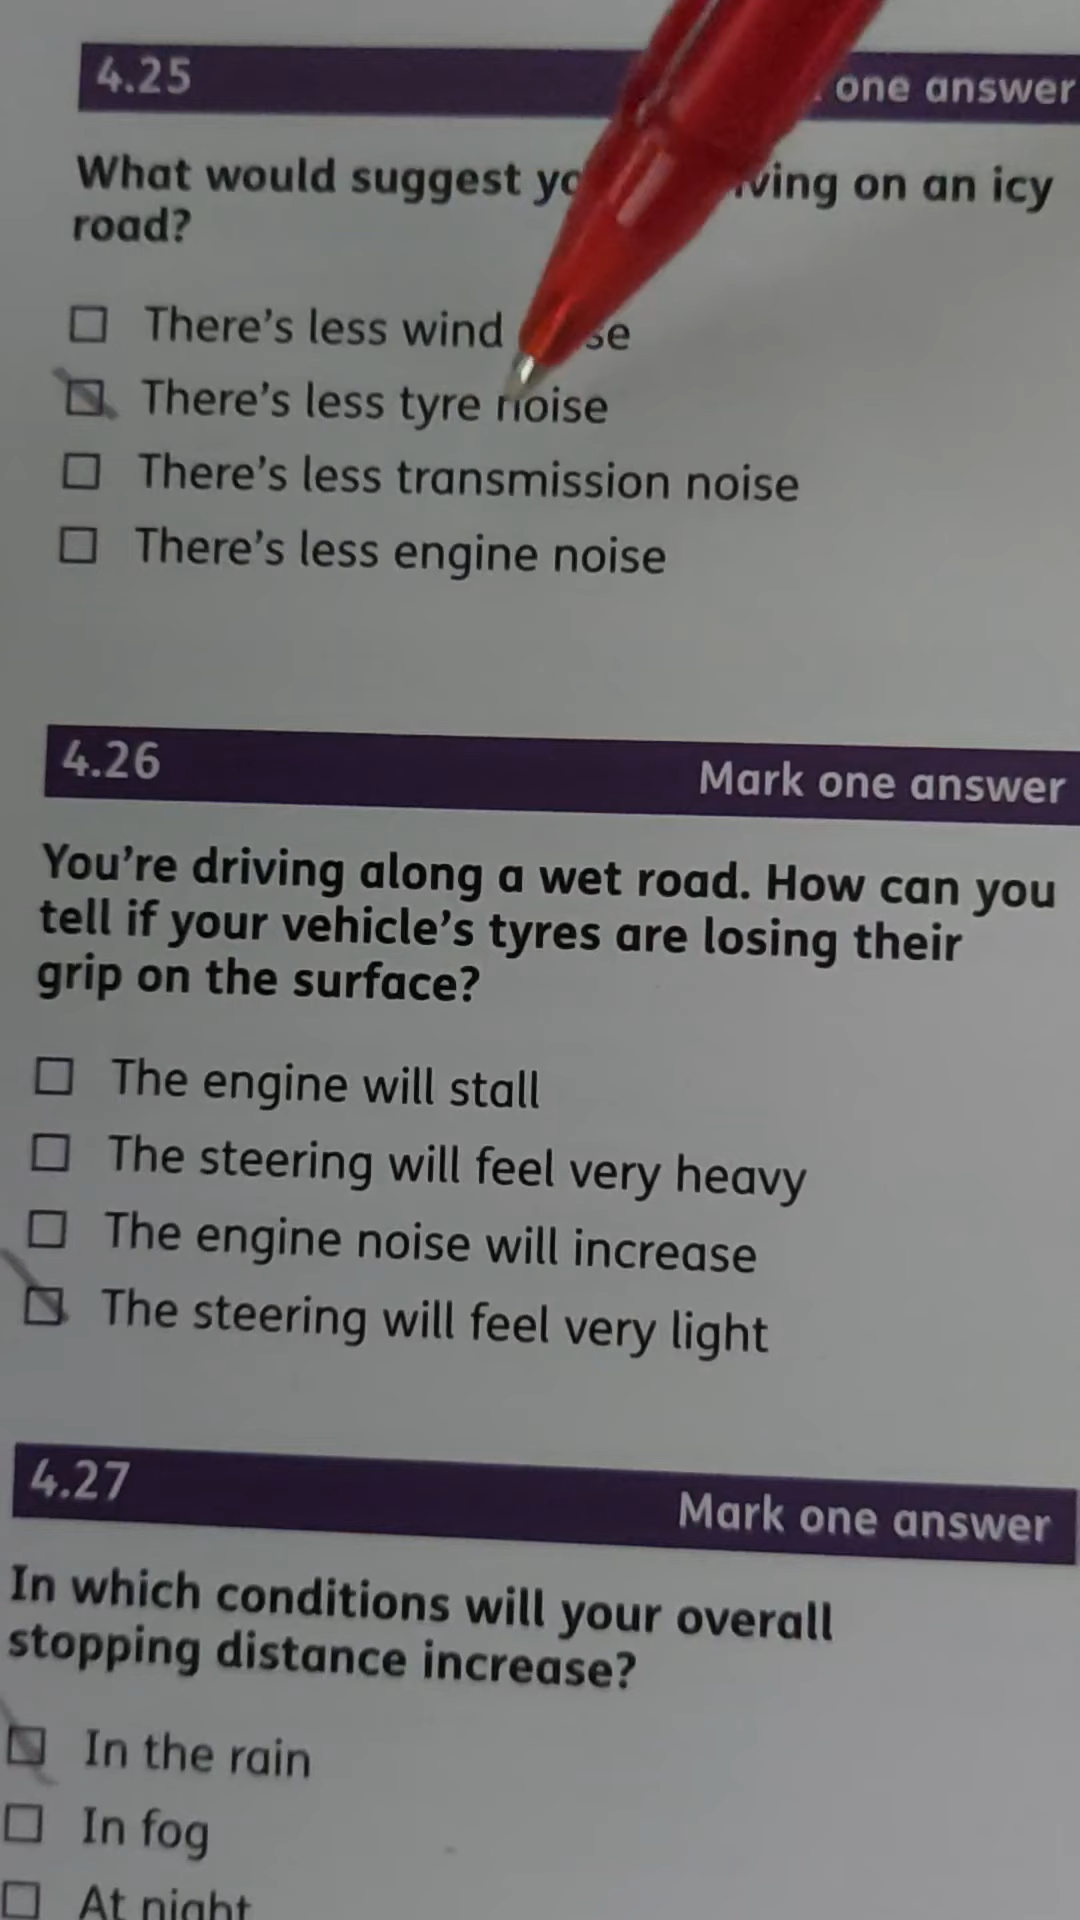 4.25
one answer
What would suggest on an icy
road?
There's less wind
There's less tyre noise
There's less transmission noise
There's less engine noise
4.26
Mark one answer
You're driving along a wet road. How can you
tell if your vehicle's tyres are losing their
grip on the surface?
The engine will stall
The steering will feel very heavy
The engine noise will increase
The steering will feel very light
4.27
Mark one answer
In which conditions will your overall
stopping distance increase?
In the rain
In fog
At night